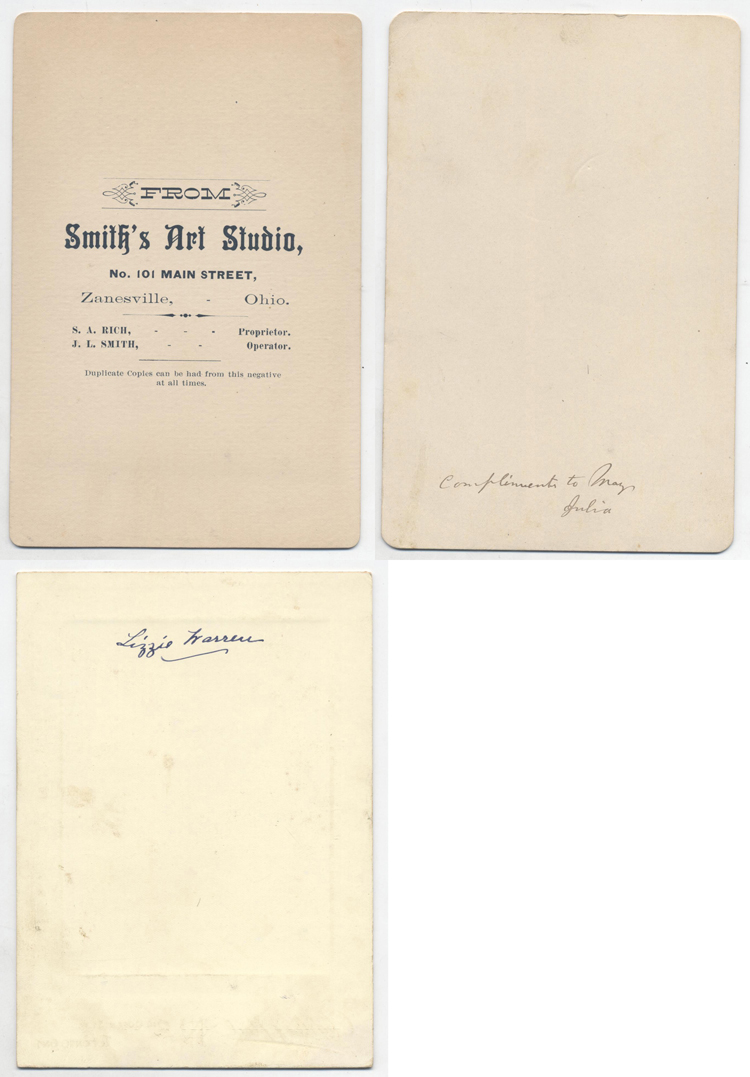 FROM
Smith's Art Studio,
No. 101 MAIN STREET,
Zanesville, - Ohio.
S. A. RICH, - - - Proprietor.
J. L. SMITH, - - Operator.
Duplicate Copies can be had from this negative
at all times.
Compliments to May
Julia
Lizzie Warren